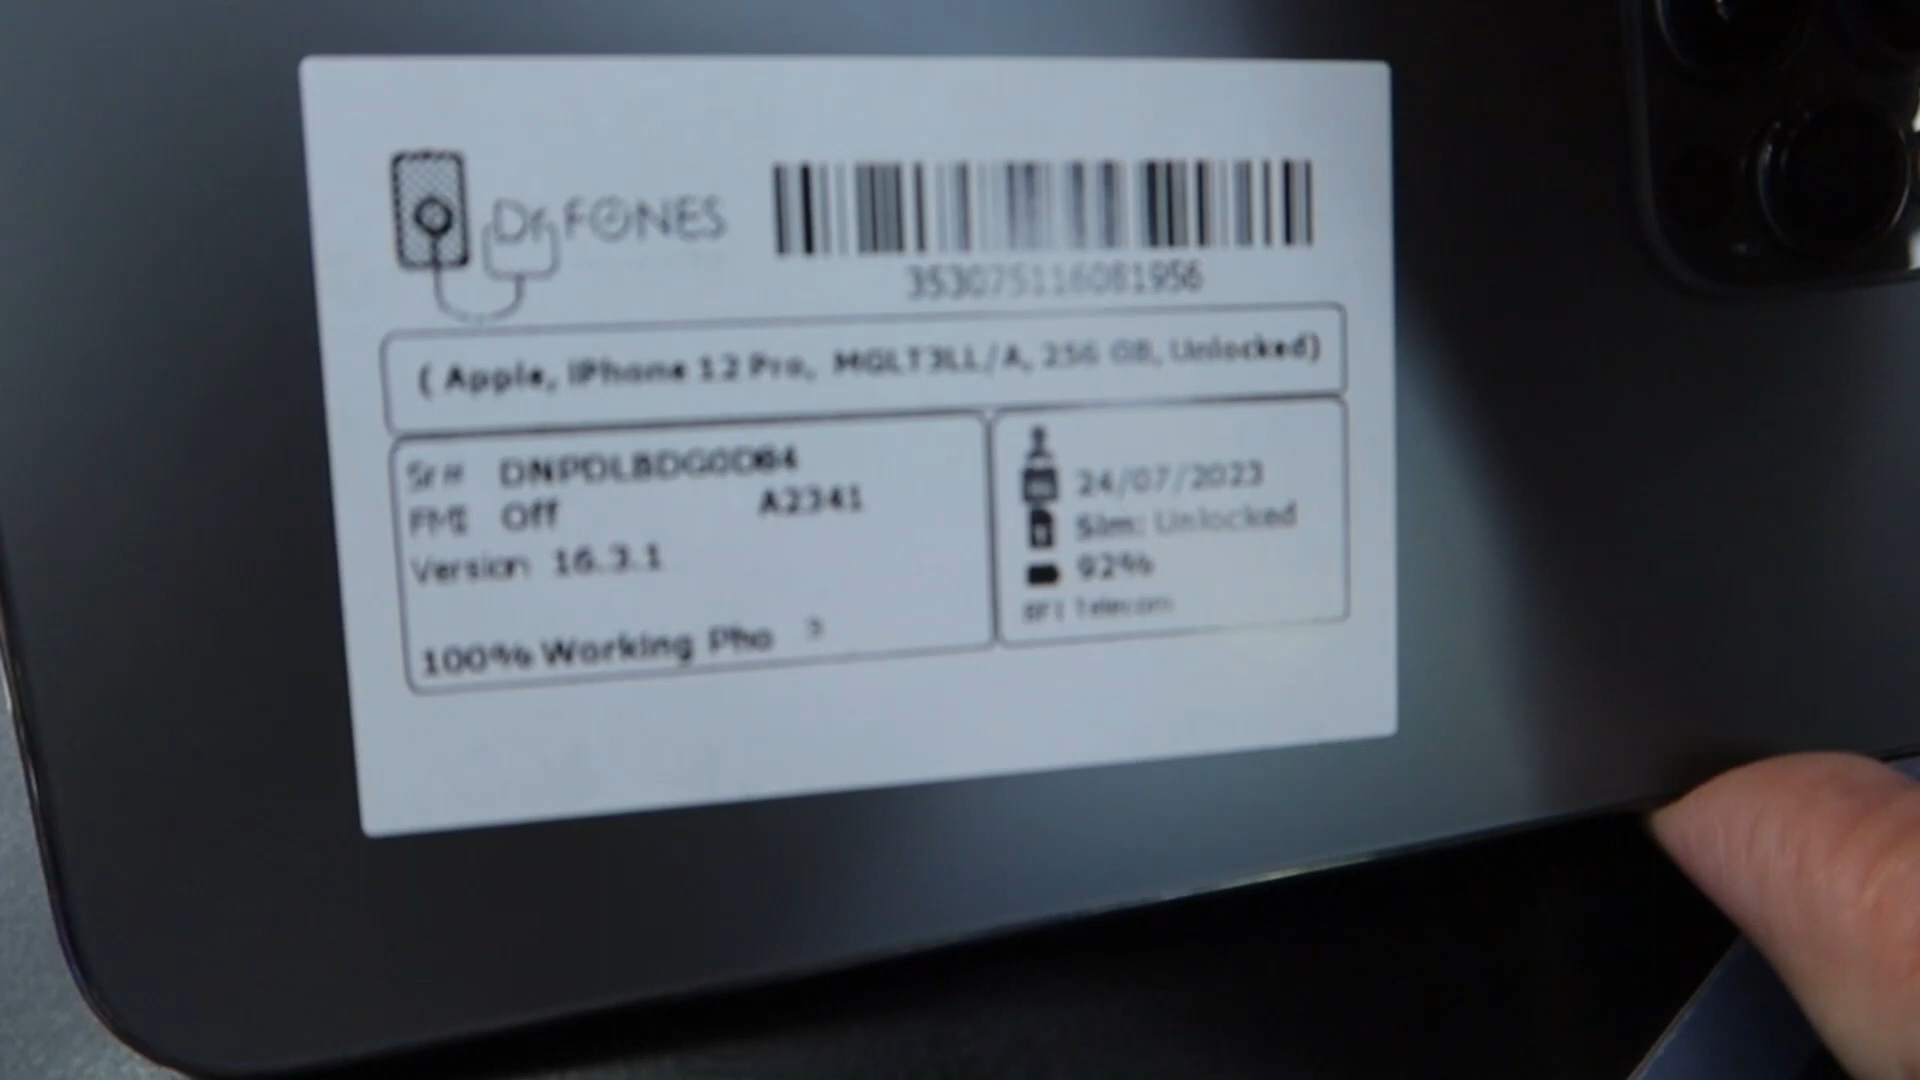 Dr. FONES
353075116081956
( Apple, iPhone 12 Pro, MGLT3LL/A, 256 GB, Unlocked)
Sr # DNPDLBDG0D84
FMI Off A2341
Version 16.3.1
100% Working Pho
24/07/2023
Sim: Unlocked
92%
Telecom